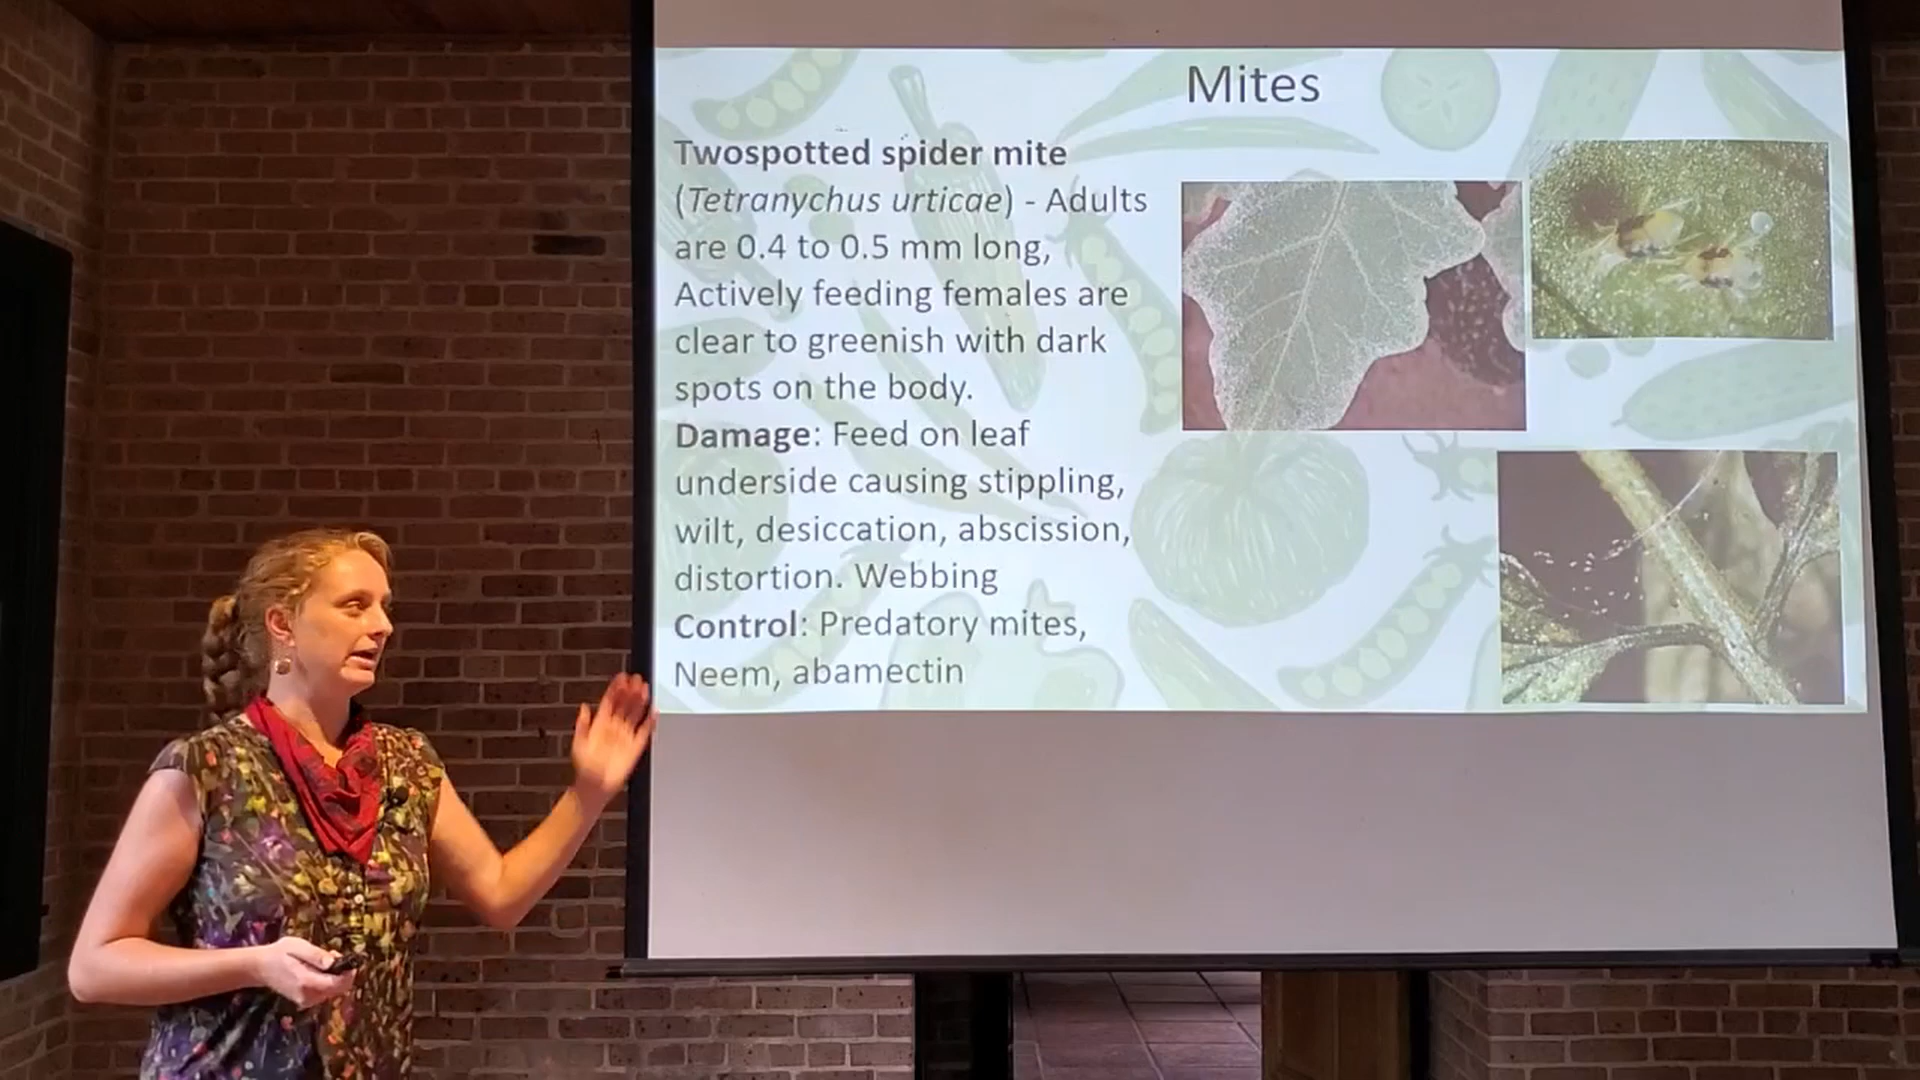 Mites
Twospotted spider mite
(Tetranychus urticae) - Adults
are 0.4 to 0.5 mm long,
Actively feeding females are
clear to greenish with dark
spots on the body.
Damage: Feed on leaf
underside causing stippling,
wilt, desiccation, abscission,
distortion. Webbing
Control: Predatory mites,
Neem, abamectin